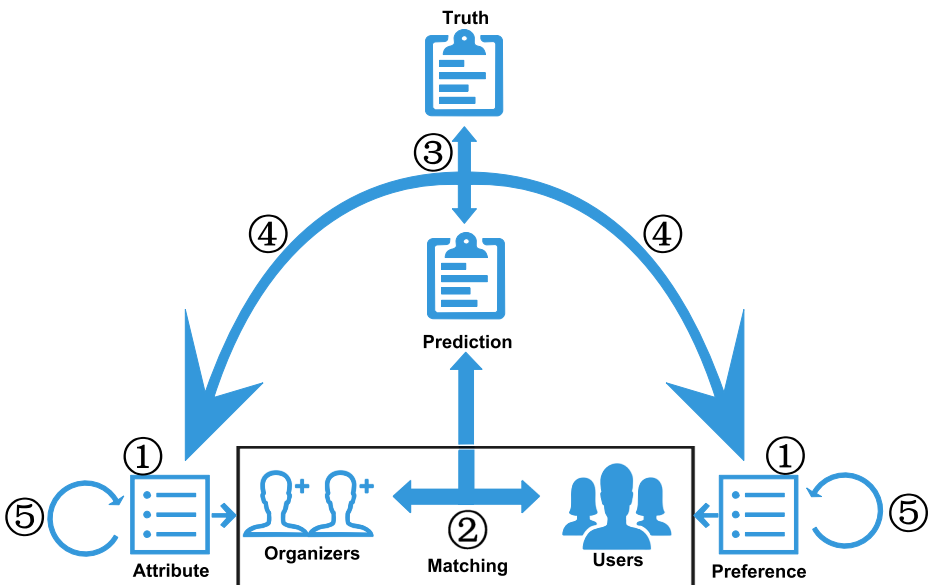 Truth
③
④ ④
Prediction
① ①
⑤ ⑤
②
Organizers
Users
Matching
Attribute
Preference